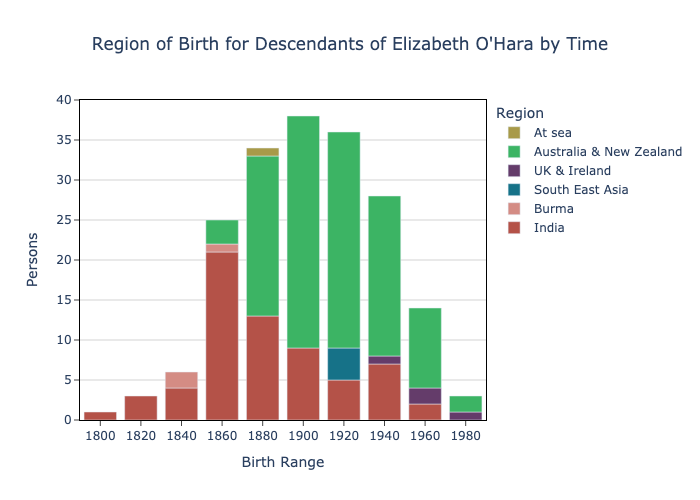 Region of Birth for Descendants of Elizabeth O'Hara by Time
Region
At sea
Australia & New Zealand
UK & Ireland
South East Asia
Burma
India
Persons
40
35
30
25
20
15
10
5
0
1800 1820 1840 1860 1880 1900 1920 1940 1960 1980
Birth Range